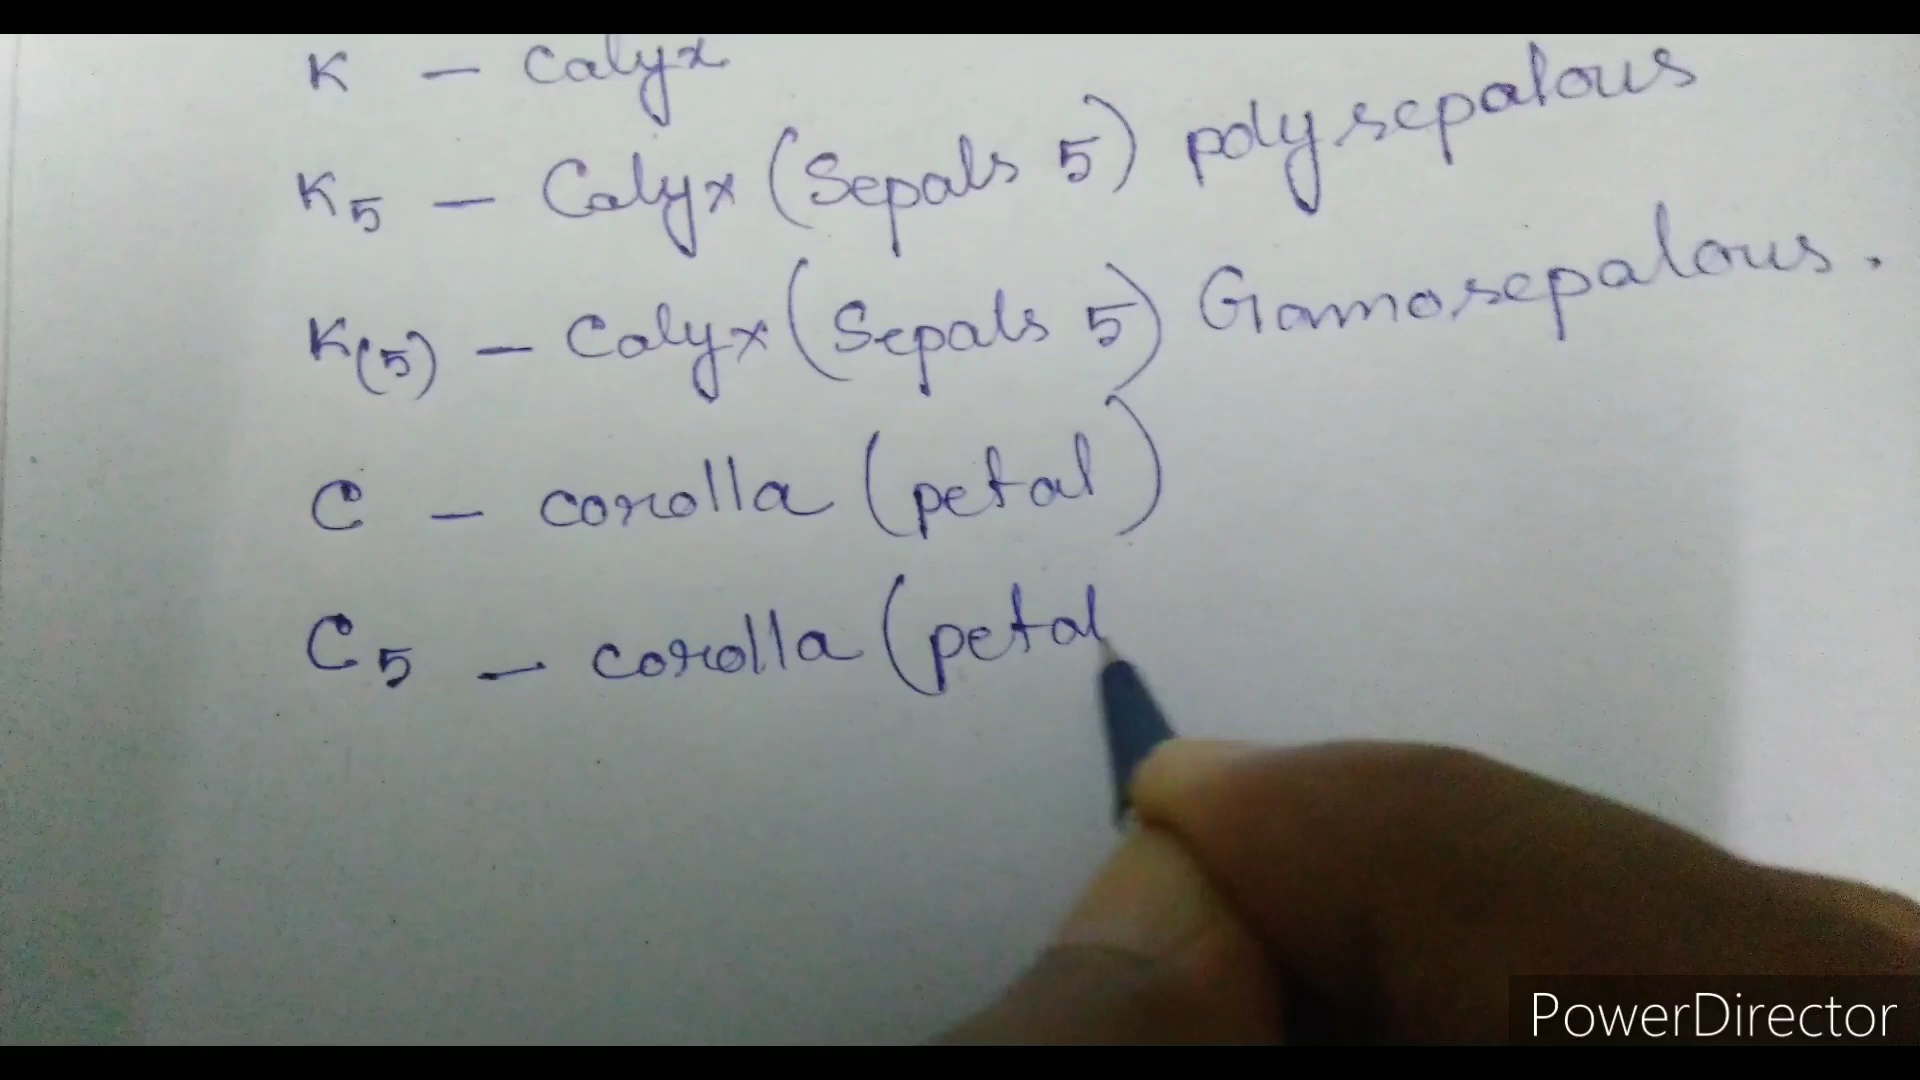 K - Calyx
K5 - Calyx (Sepals 5) polysepalous
K(5) - Calyx (Sepals 5) Gamosepalous.
C - corolla (petal)
C5 - corolla (petal
PowerDirector